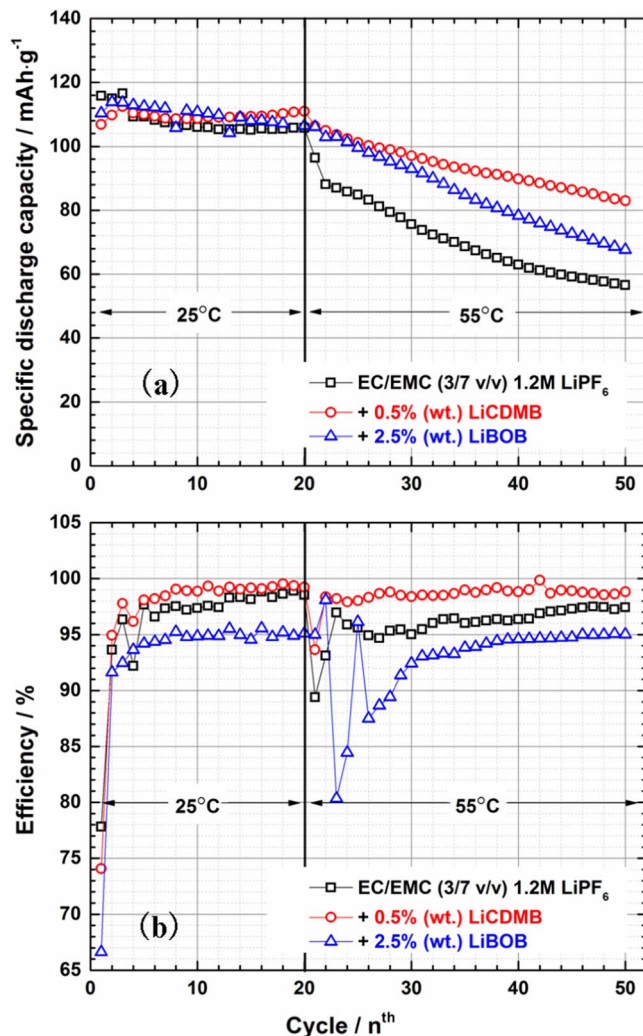 140
120
100
80
60
40
20
0
Specific discharge capacity / mAh·g⁻¹
25°C
55°C
(a)
EC/EMC (3/7 v/v) 1.2M LiPF₆
+ 0.5% (wt.) LiCDMB
+ 2.5% (wt.) LiBOB
0 10 20 30 40 50
105
100
95
90
85
80
75
70
65
Efficiency / %
25°C
55°C
(b)
EC/EMC (3/7 v/v) 1.2M LiPF₆
+ 0.5% (wt.) LiCDMB
+ 2.5% (wt.) LiBOB
0 10 20 30 40 50
Cycle / nᵗʰ